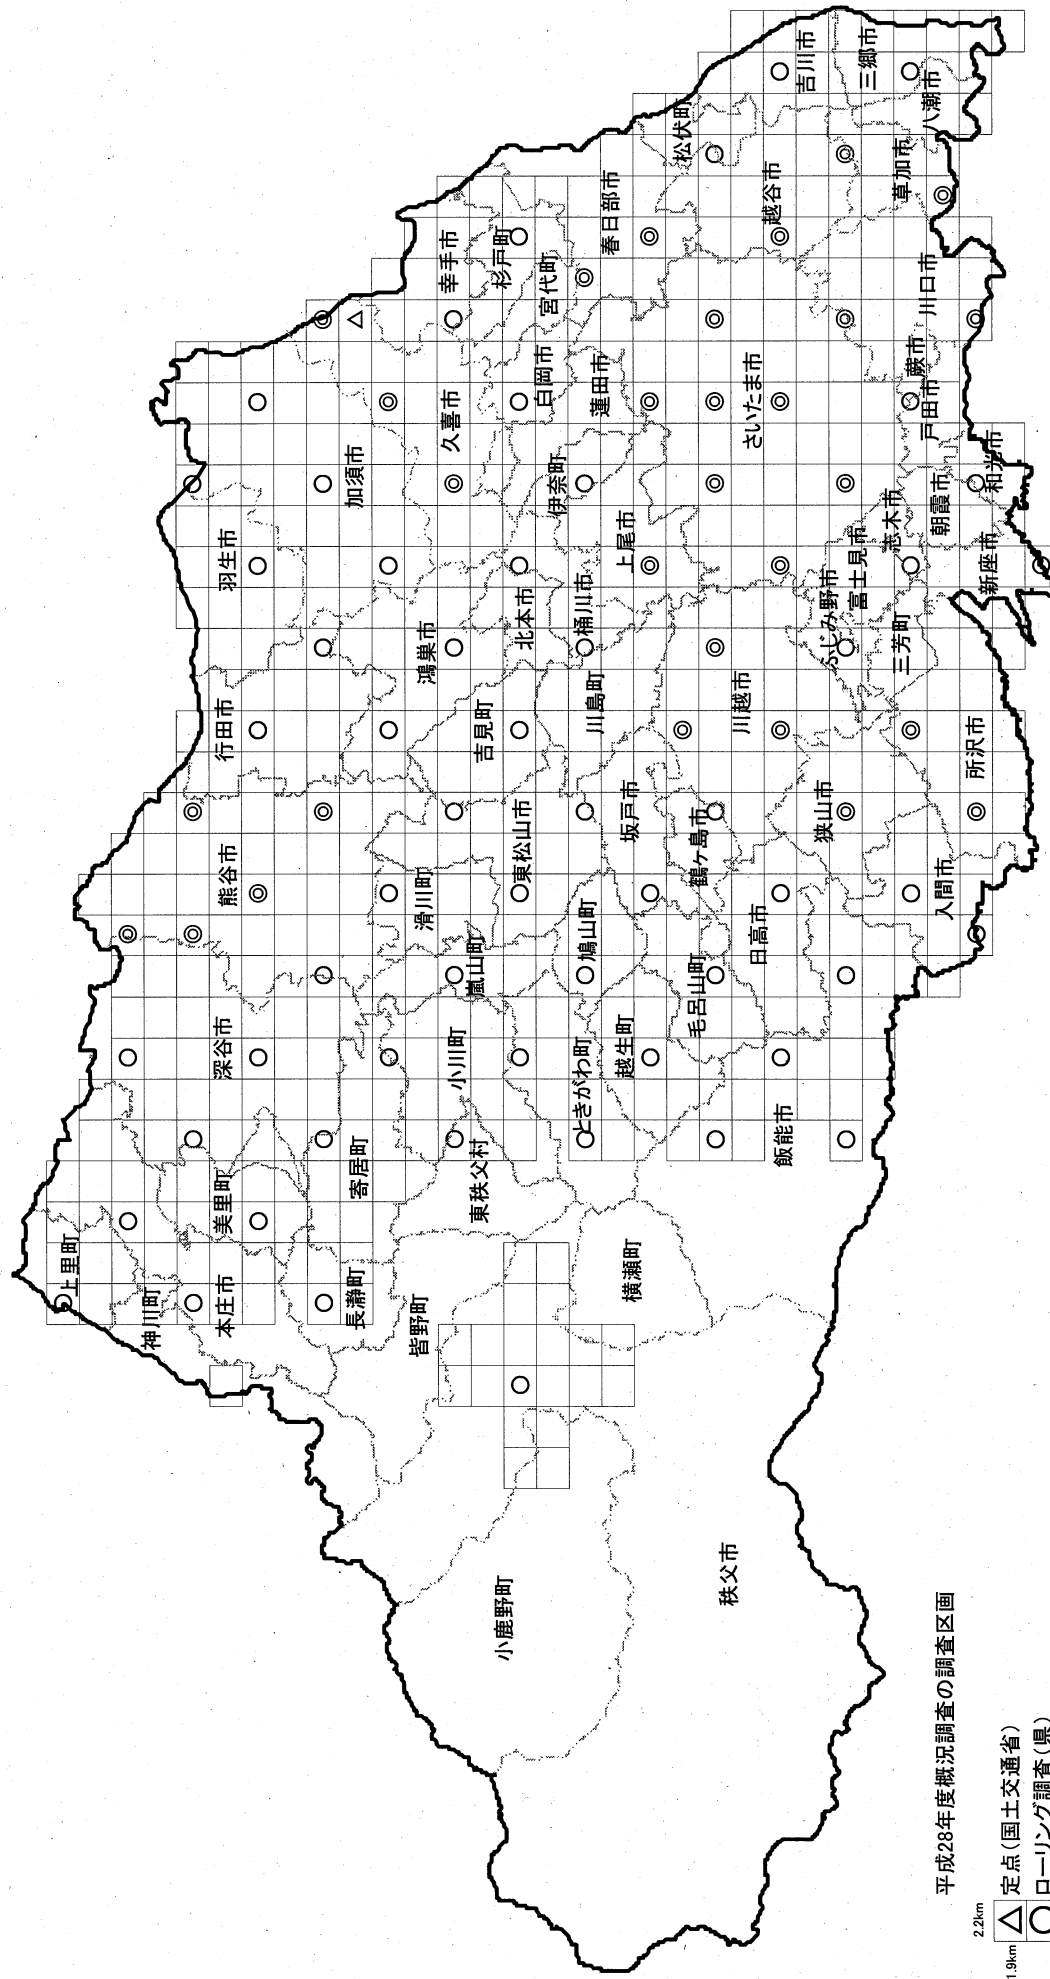 平成28年度概況調査の調査区画
2.2km
1.9km
定点(国土交通省)
ローリング調査(県)
小鹿野町
秩父市
皆野町
横瀬町
長瀞町
神川町
上里町
本庄市
美里町
寄居町
東秩父村
飯能市
深谷市
小川町
ときがわ町
越生町
毛呂山町
嵐山町
鳩山町
日高市
熊谷市
滑川町
東松山市
坂戸市
鶴ヶ島市
狭山市
入間市
所沢市
行田市
吉見町
川島町
川越市
鴻巣市
北本市
桶川市
ふじみ野市
富士見市
三芳町
羽生市
上尾市
志木市
新座市
加須市
伊奈町
朝霞市
和光市
久喜市
白岡市
蓮田市
さいたま市
戸田市
蕨市
川口市
幸手市
杉戸町
宮代町
春日部市
越谷市
草加市
松伏町
吉川市
三郷市
八潮市